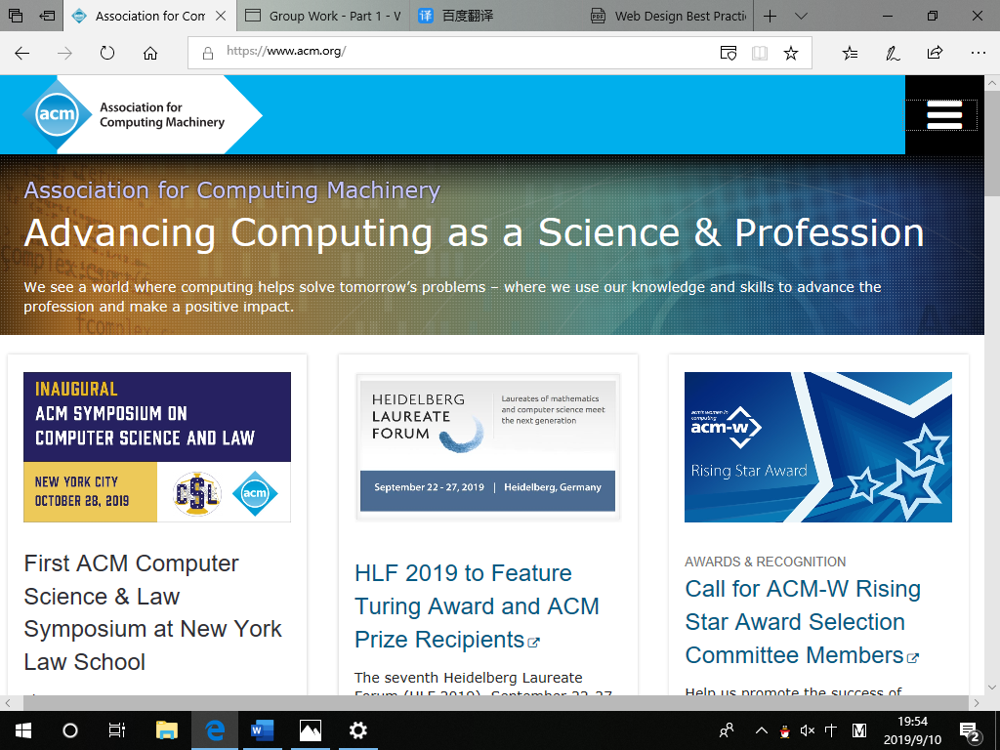 Association for Com
Group Work - Part 1 - V
译 百度翻译
PDF Web Design Best Practi
https://www.acm.org/
acm Association for
Computing Machinery
Association for Computing Machinery
Advancing Computing as a Science & Profession
We see a world where computing helps solve tomorrow’s problems – where we use our knowledge and skills to advance the
profession and make a positive impact.
INAUGURAL
ACM SYMPOSIUM ON
COMPUTER SCIENCE AND LAW
NEW YORK CITY
OCTOBER 28, 2019
CSL
acm
First ACM Computer
Science & Law
Symposium at New York
Law School
HEIDELBERG
LAUREATE
FORUM
Laureates of mathematics
and computer science meet
the next generation
September 22 - 27, 2019 | Heidelberg, Germany
HLF 2019 to Feature
Turing Award and ACM
Prize Recipients
The seventh Heidelberg Laureate
Forum (HLF 2019), September 22-27
acm's women in
computing
acm-w
Rising Star Award
AWARDS & RECOGNITION
Call for ACM-W Rising
Star Award Selection
Committee Members
Help us promote the success of
中
M
19:54
2019/9/10
2